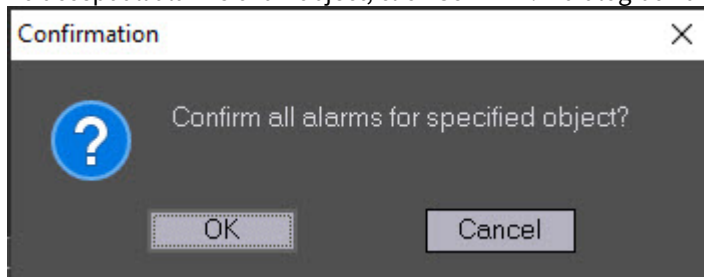 Confirmation
Confirm all alarms for specified object?
OK
Cancel